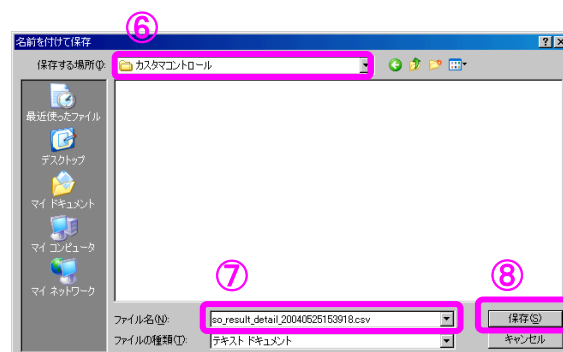 ⑥
名前を付けて保存
保存する場所(I):
カスタマコントロール
最近使ったファイル
デスクトップ
マイ ドキュメント
マイ コンピュータ
マイ ネットワーク
⑦
⑧
ファイル名(N):
so_result_detail_20040525153918.csv
保存(S)
ファイルの種類(T):
テキスト ドキュメント
キャンセル